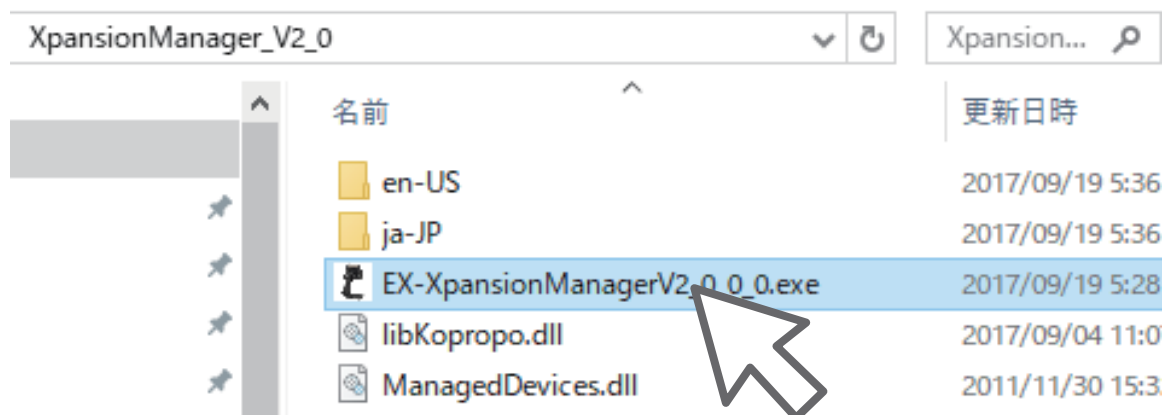 XpansionManager_V2_0 Xpansion...
名前 更新日時
en-US 2017/09/19 5:36
ja-JP 2017/09/19 5:36
EX-XpansionManagerV2_0_0_0.exe 2017/09/19 5:28
libKopropo.dll 2017/09/04 11:0
ManagedDevices.dll 2011/11/30 15:3